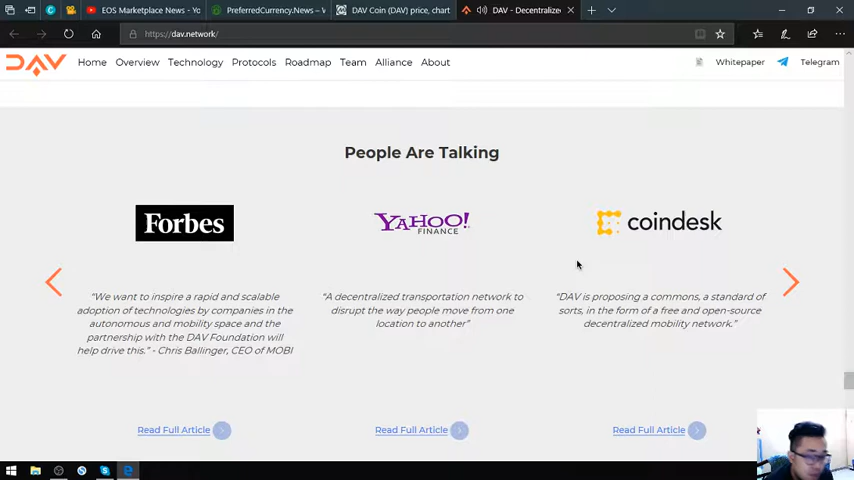 EOS Marketplace News - Yo
PreferredCurrency.News – V
DAV Coin (DAV) price, chart
DAV - Decentralize
https://dav.network/
DAV
Home
Overview
Technology
Protocols
Roadmap
Team
Alliance
About
Whitepaper
Telegram
People Are Talking
Forbes
YAHOO!
FINANCE
coindesk
“We want to inspire a rapid and scalable
adoption of technologies by companies in the
autonomous and mobility space and the
partnership with the DAV Foundation will
help drive this.” - Chris Ballinger, CEO of MOBI
“A decentralized transportation network to
disrupt the way people move from one
location to another”
“DAV is proposing a commons, a standard of
sorts, in the form of a free and open-source
decentralized mobility network.”
Read Full Article
Read Full Article
Read Full Article